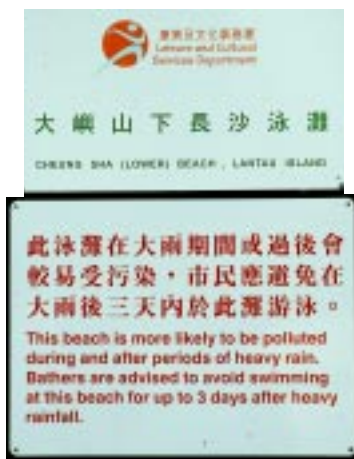 康樂及文化事務署
Leisure and Cultural
Services Department
大嶼山下長沙泳灘
CHEUNG SHA (LOWER) BEACH , LANTAU ISLAND
此泳灘在大雨期間或過後會
較易受污染，市民應避免在
大雨後三天內於此灘游泳。
This beach is more likely to be polluted
during and after periods of heavy rain.
Bathers are advised to avoid swimming
at this beach for up to 3 days after heavy
rainfall.